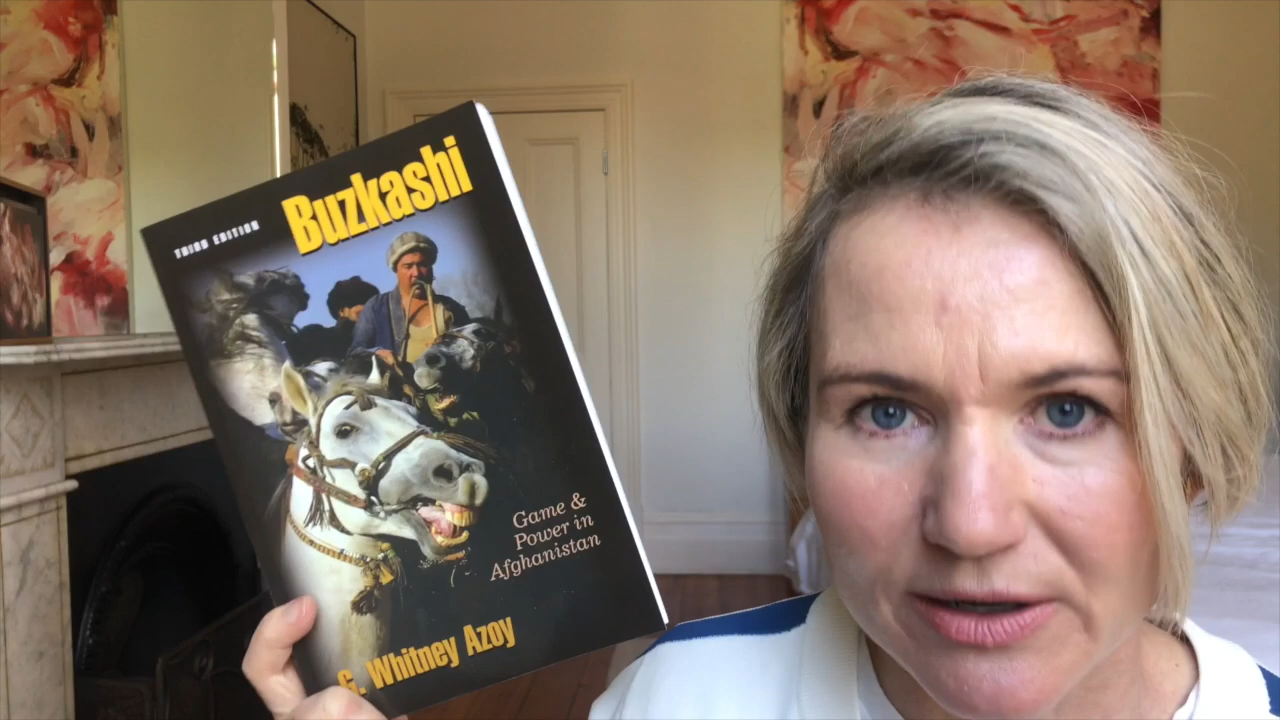 THIRD EDITION
Buzkashi
Game &
Power in
Afghanistan
G. Whitney Azoy